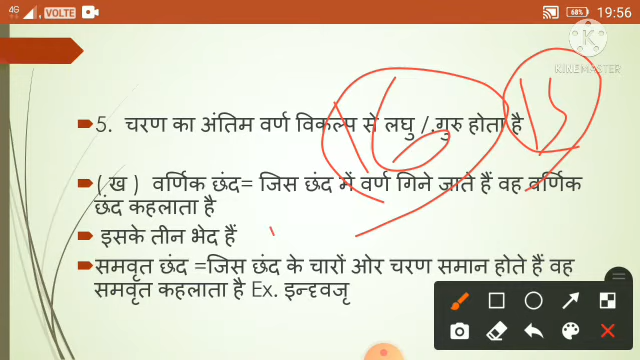 4G VOLTE 68% 19:56
KINEMASTER
5. चरण का अंतिम वर्ण विकल्प से लघु /.गुरु होता है
16
( ख ) वर्णिक छंद= जिस छंद में वर्ण गिने जाते हैं वह वर्णिक
छंद कहलाता है
इसके तीन भेद हैं
समवृत छंद =जिस छंद के चारों ओर चरण समान होते हैं वह
समवृत कहलाता है Ex. इन्द्रवजृ